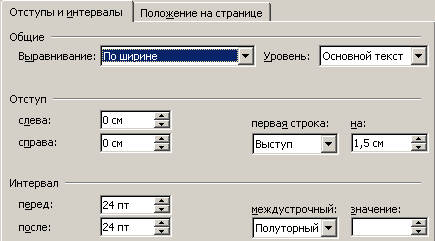 Отступы и интервалы Положение на странице
Общие
Выравнивание: По ширине Уровень: Основной текст
Отступ
слева: 0 см первая строка: на:
справа: 0 см Выступ 1,5 см
Интервал
перед: 24 пт междустрочный: значение:
после: 24 пт Полуторный